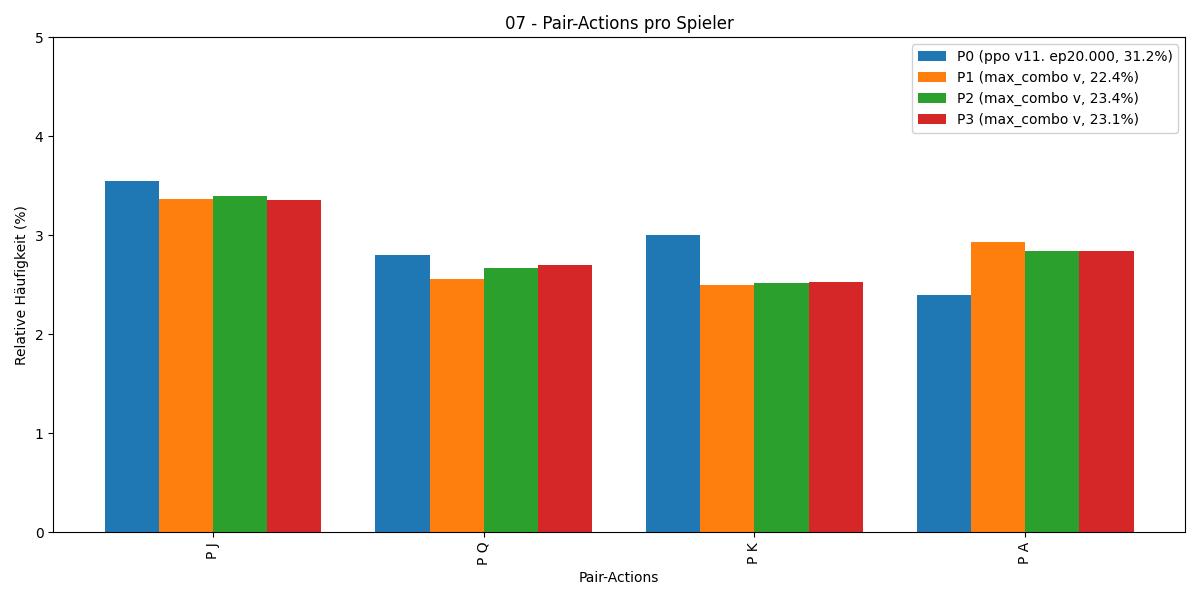 07 - Pair-Actions pro Spieler
P0 (ppo v11. ep20.000, 31.2%)
P1 (max_combo v, 22.4%)
P2 (max_combo v, 23.4%)
P3 (max_combo v, 23.1%)
Relative Häufigkeit (%)
5
4
3
2
1
0
P J
P Q
P K
P A
Pair-Actions